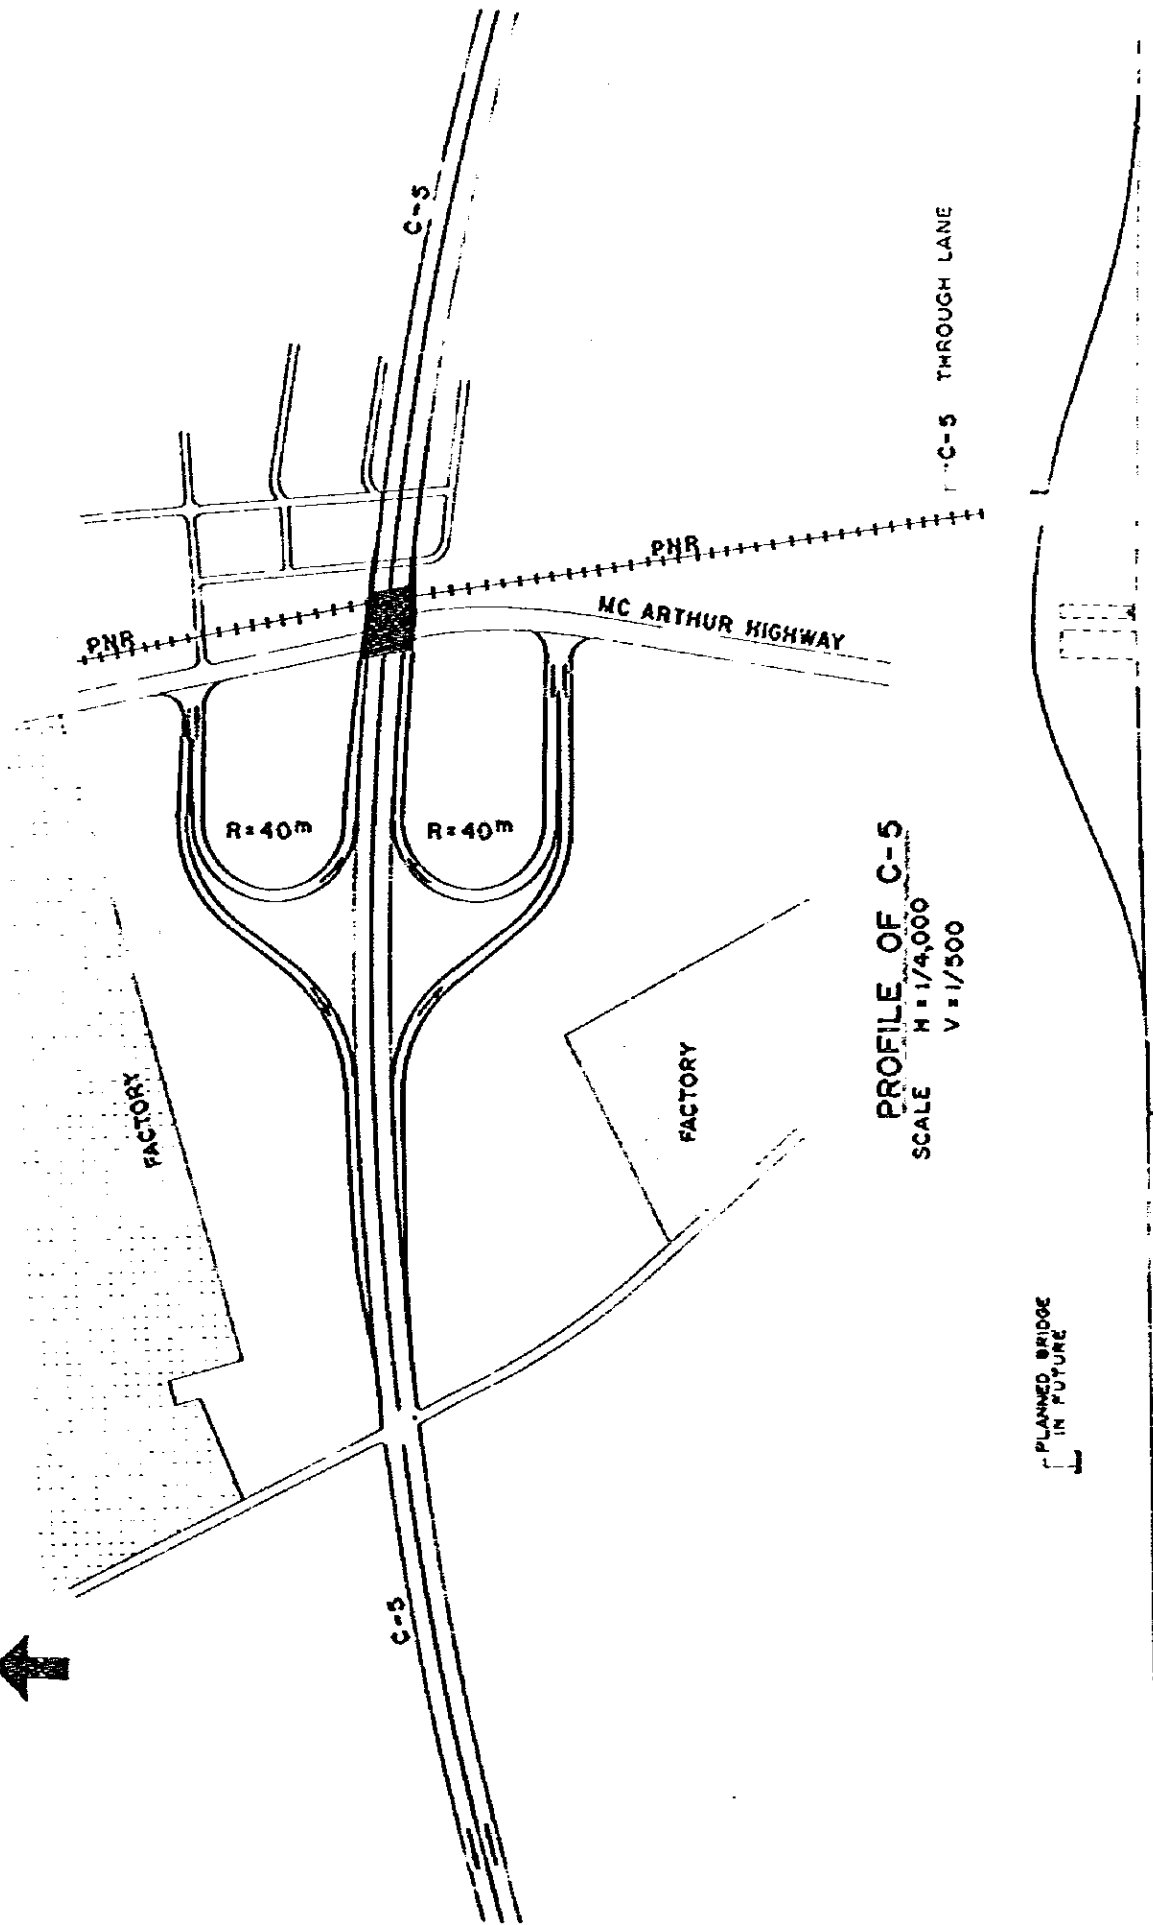 C-5
PNR
PNR
MC ARTHUR HIGHWAY
R=40m
R=40m
FACTORY
FACTORY
C-5
C-5 THROUGH LANE
PROFILE OF C-5
SCALE H = 1/4,000
V = 1/500
PLANNED BRIDGE
IN FUTURE